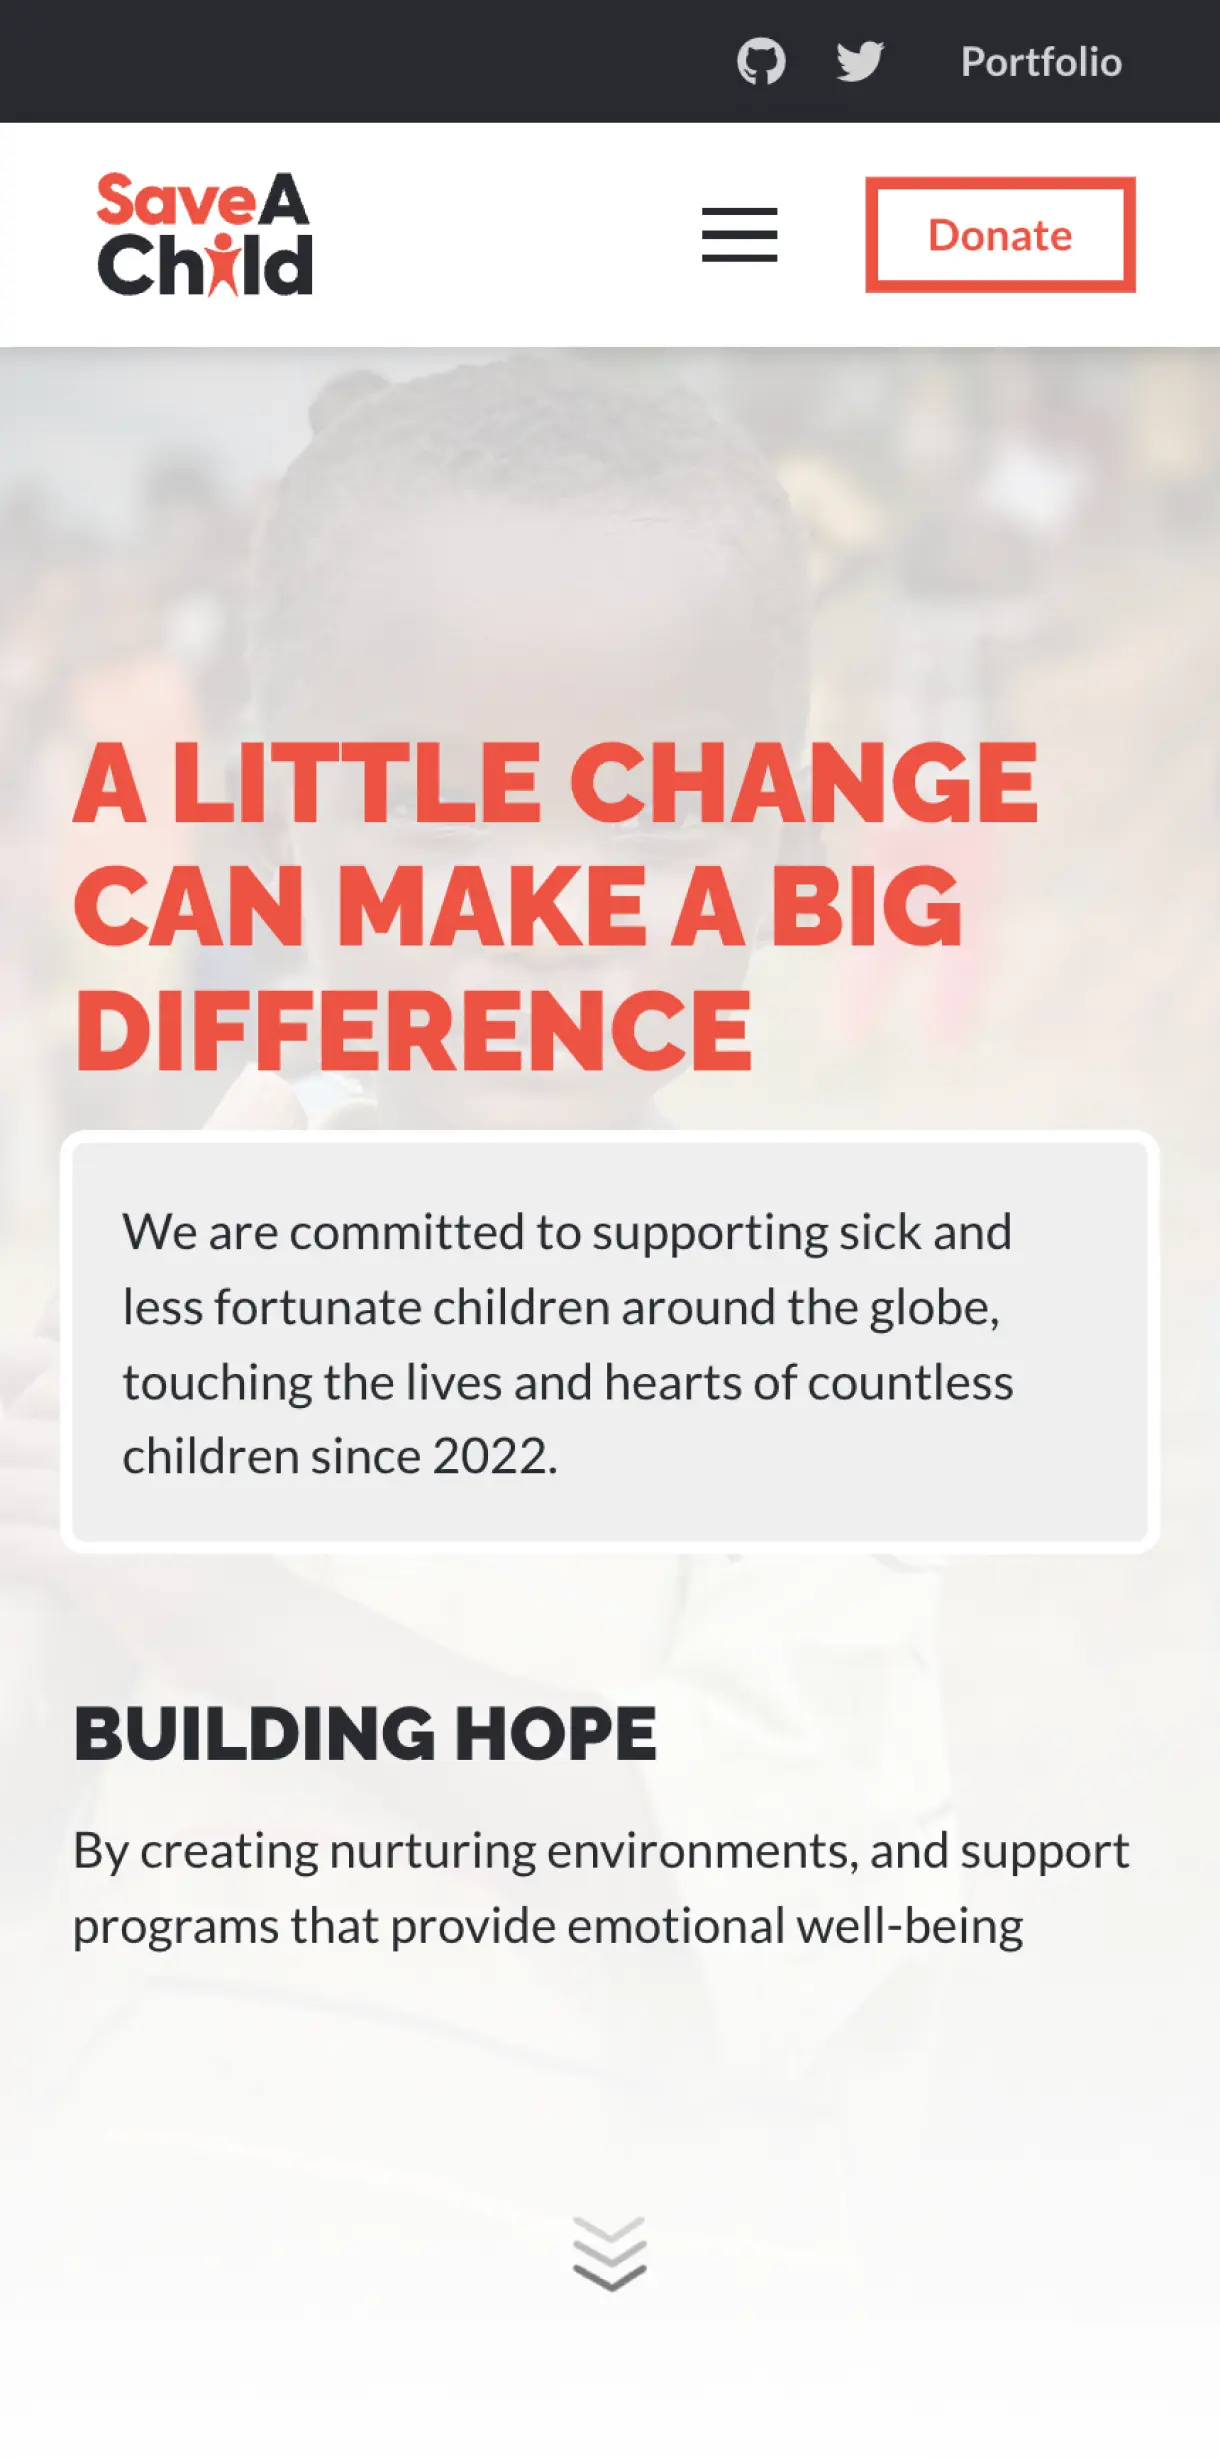 Portfolio
SaveA
Child
Donate
A LITTLE CHANGE
CAN MAKE A BIG
DIFFERENCE
We are committed to supporting sick and
less fortunate children around the globe,
touching the lives and hearts of countless
children since 2022.
BUILDING HOPE
By creating nurturing environments, and support
programs that provide emotional well-being